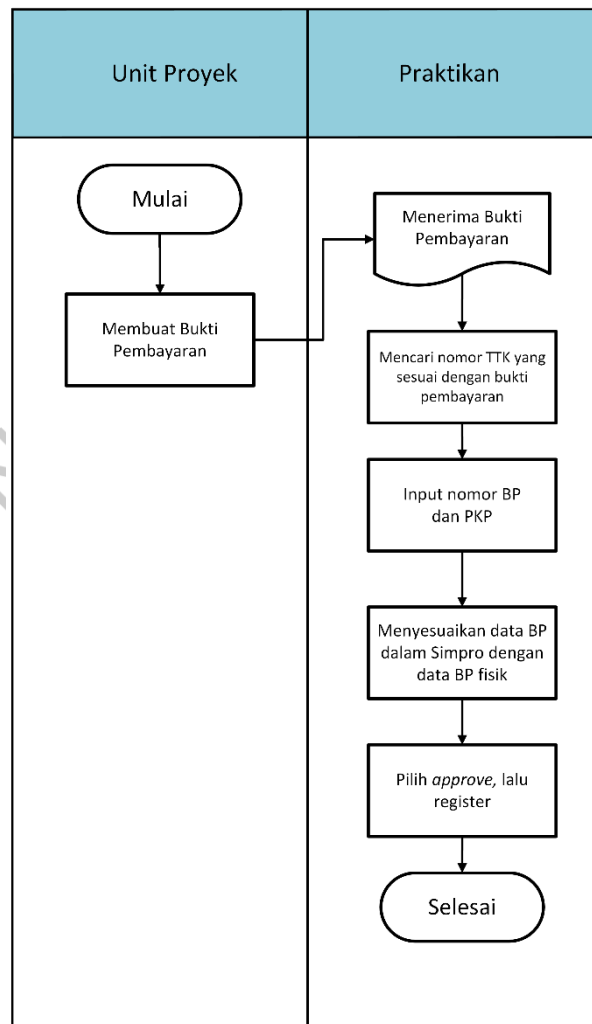 Unit Proyek
Praktikan
Mulai
Membuat Bukti
Pembayaran
Menerima Bukti
Pembayaran
Mencari nomor TTK yang
sesuai dengan bukti
pembayaran
Input nomor BP
dan PKP
Menyesuaikan data BP
dalam Simpro dengan
data BP fisik
Pilih approve, lalu
register
Selesai